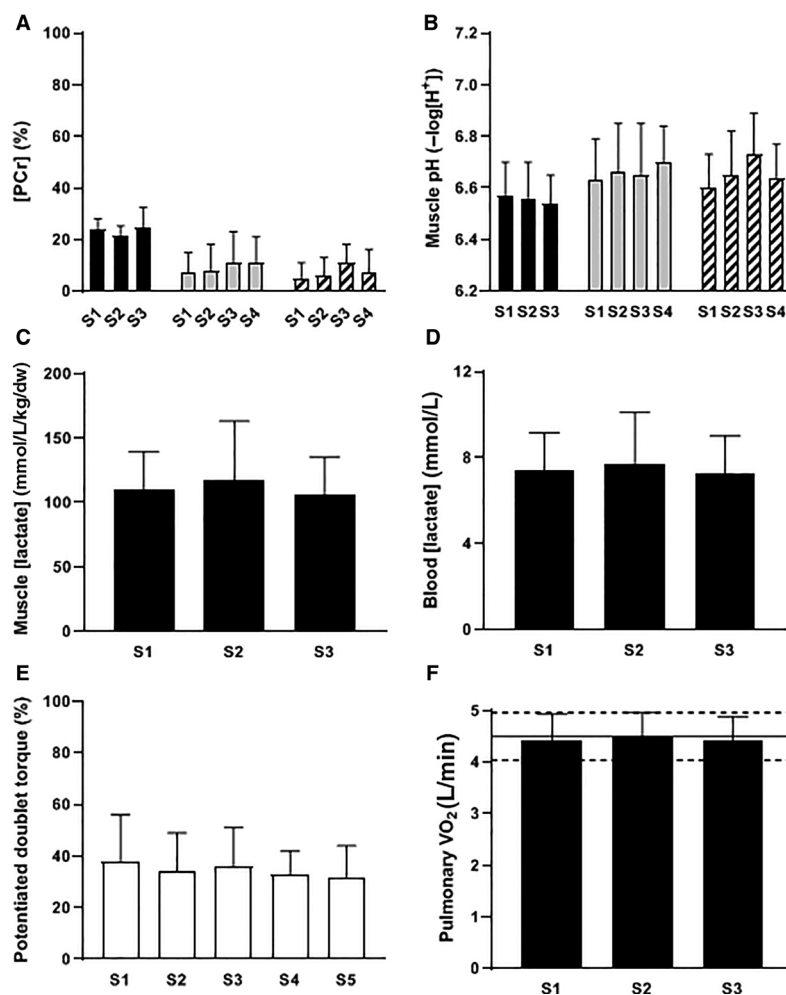 A
[PCr] (%)
100
80
60
40
20
0
S1 S2 S3 S1 S2 S3 S4 S1 S2 S3 S4
B
Muscle pH (−log[H⁺])
7.2
7.0
6.8
6.6
6.4
6.2
S1 S2 S3 S1 S2 S3 S4 S1 S2 S3 S4
C
Muscle [lactate] (mmol/L/kg/dw)
200
150
100
50
0
S1 S2 S3
D
Blood [lactate] (mmol/L)
12
8
4
0
S1 S2 S3
E
Potentiated doublet torque (%)
100
80
60
40
20
0
S1 S2 S3 S4 S5
F
Pulmonary VO₂ (L/min)
5
4
3
2
1
0
S1 S2 S3